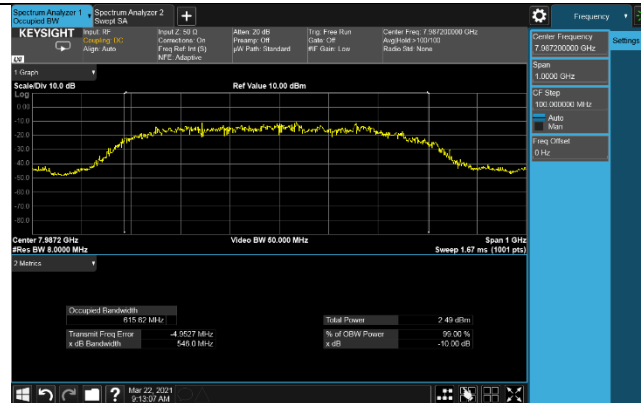 Spectrum Analyzer 1
Occupied BW
Spectrum Analyzer 2
Swept SA
Frequency
KEYSIGHT
Input: RF
Coupling: DC
Align: Auto
Input Z: 50 Ω
Corrections: On
Freq Ref: Int (S)
NFE: Adaptive
Atten: 20 dB
Preamp: Off
µW Path: Standard
Trig: Free Run
Gate: Off
#IF Gain: Low
Center Freq: 7.987200000 GHz
Avg|Hold:>100/100
Radio Std: None
Center Frequency
7.987200000 GHz
Settings
Span
1.0000 GHz
CF Step
100.000000 MHz
Auto
Man
Freq Offset
0 Hz
1 Graph
Scale/Div 10.0 dB
Ref Value 10.00 dBm
Log
0.00
-10.0
-20.0
-30.0
-40.0
-50.0
-60.0
-70.0
-80.0
Center 7.9872 GHz
#Res BW 8.0000 MHz
Video BW 50.000 MHz
Span 1 GHz
Sweep 1.67 ms (1001 pts)
2 Metrics
Occupied Bandwidth
615.62 MHz
Total Power
2.49 dBm
Transmit Freq Error
-4.9527 MHz
% of OBW Power
99.00 %
x dB Bandwidth
546.0 MHz
x dB
-10.00 dB
Mar 22, 2021
9:13:07 AM